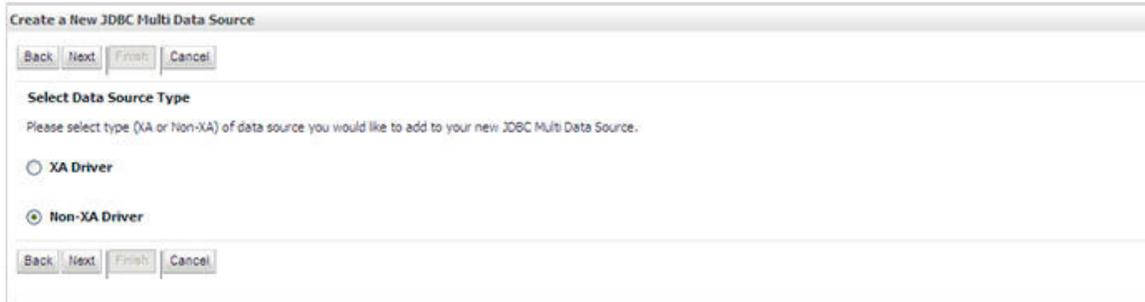 Create a New JDBC Multi Data Source
Back Next Finish Cancel
Select Data Source Type
Please select type (XA or Non-XA) of data source you would like to add to your new JDBC Multi Data Source.
XA Driver
Non-XA Driver
Back Next Finish Cancel